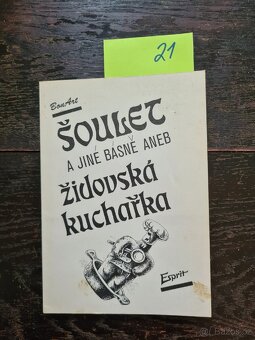 21
BonArt
ŠOULET
A JINÉ BÁSNĚ ANEB
židovská
kuchařka
Esprit